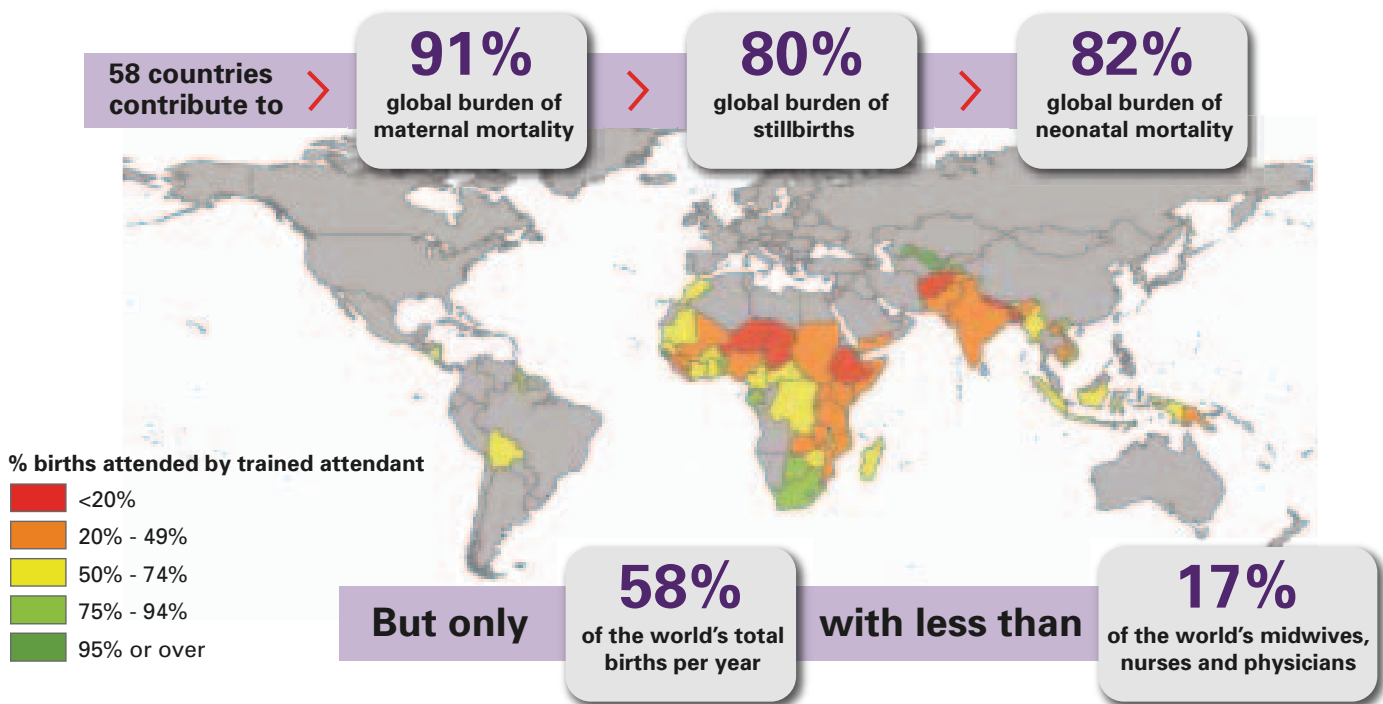 58 countries
contribute to
91%
global burden of
maternal mortality
80%
global burden of
stillbirths
82%
global burden of
neonatal mortality
% births attended by trained attendant
<20%
20% - 49%
50% - 74%
75% - 94%
95% or over
But only
58%
of the world's total
births per year
with less than
17%
of the world's midwives,
nurses and physicians